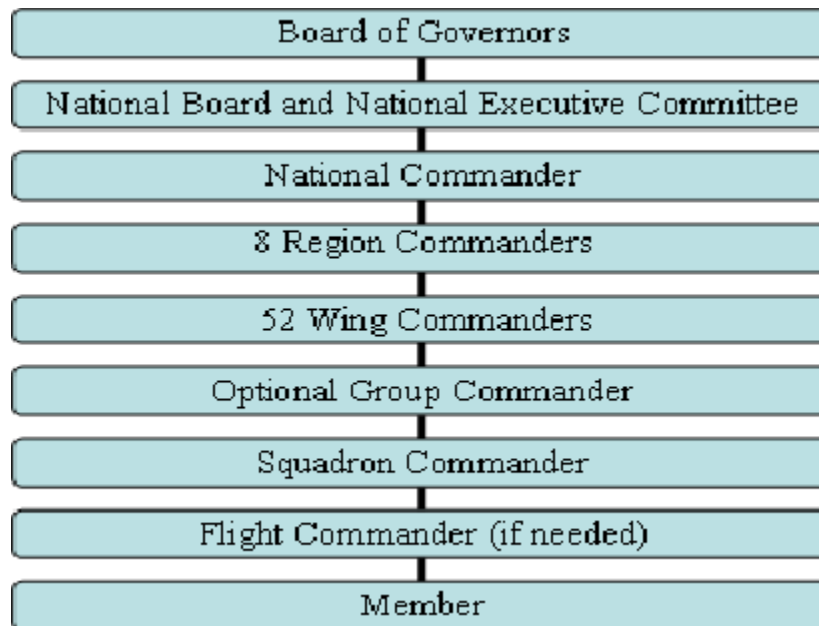 Board of Governors
National Board and National Executive Committee
National Commander
8 Region Commanders
52 Wing Commanders
Optional Group Commander
Squadron Commander
Flight Commander (if needed)
Member